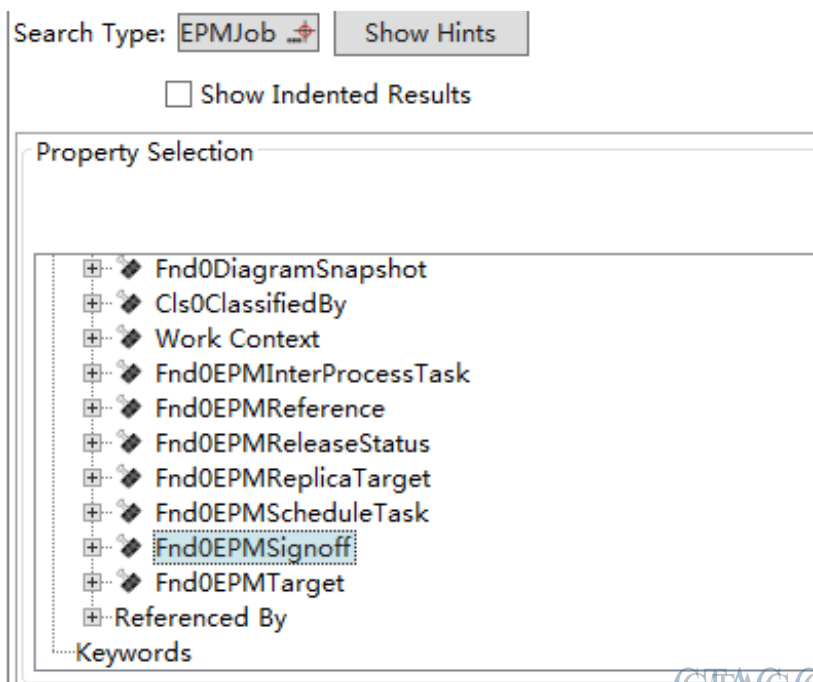 Search Type: EPMJob Show Hints
Show Indented Results
Property Selection
Fnd0DiagramSnapshot
Cls0ClassifiedBy
Work Context
Fnd0EPMInterProcessTask
Fnd0EPMReference
Fnd0EPMReleaseStatus
Fnd0EPMReplicaTarget
Fnd0EPMScheduleTask
Fnd0EPMSignoff
Fnd0EPMTarget
Referenced By
Keywords